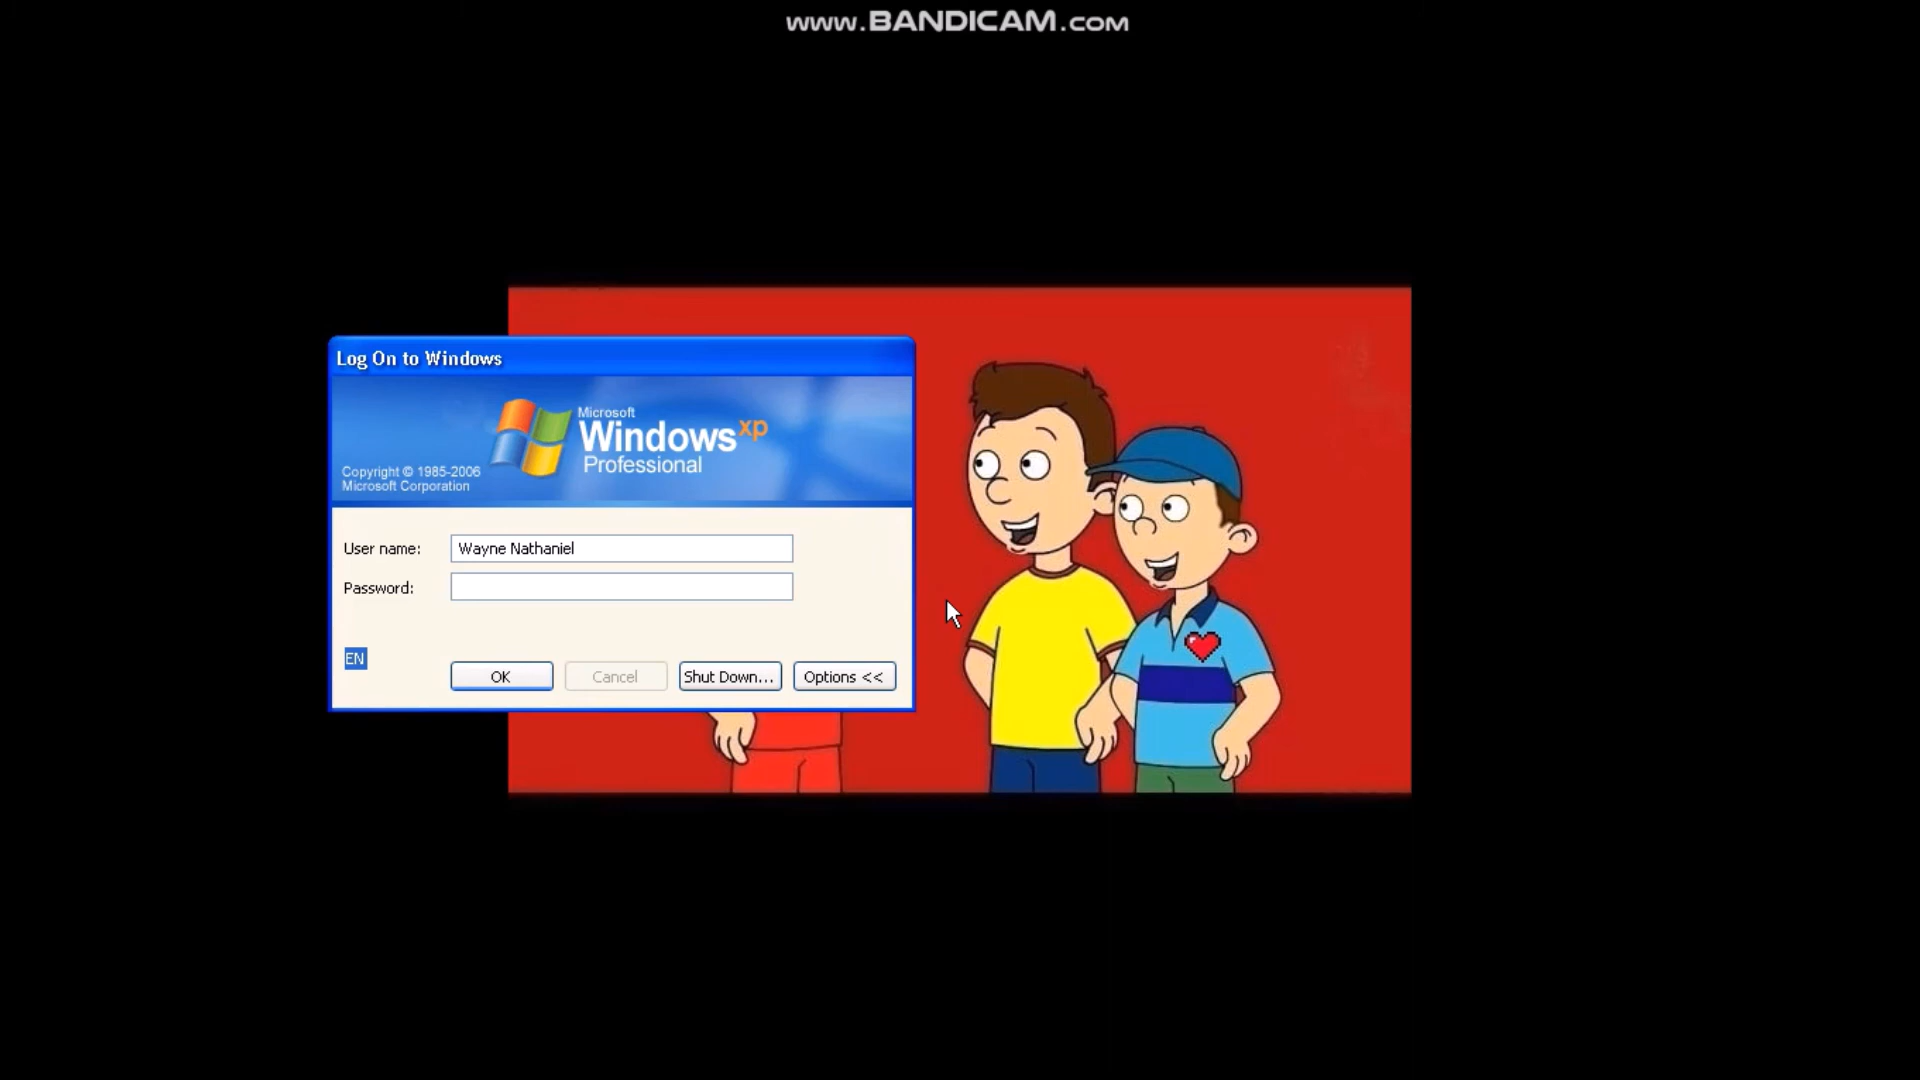 www.BANDICAM.com
Log On to Windows
Microsoft
Windows xp
Professional
Copyright © 1985-2006
Microsoft Corporation
User name: Wayne Nathaniel
Password:
EN
OK Cancel Shut Down... Options <<